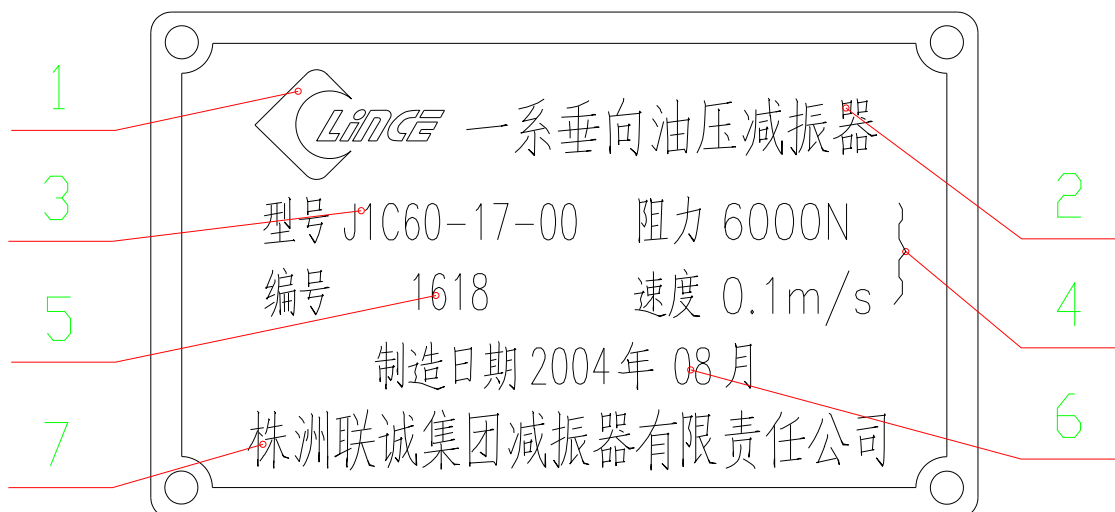 1
LINCE 一系垂向油压减振器
3
2
型号 J1C60-17-00 阻力 6000N
编号 1618 速度 0.1m/s
5
4
制造日期 2004年 08月
7
6
株洲联诚集团减振器有限责任公司